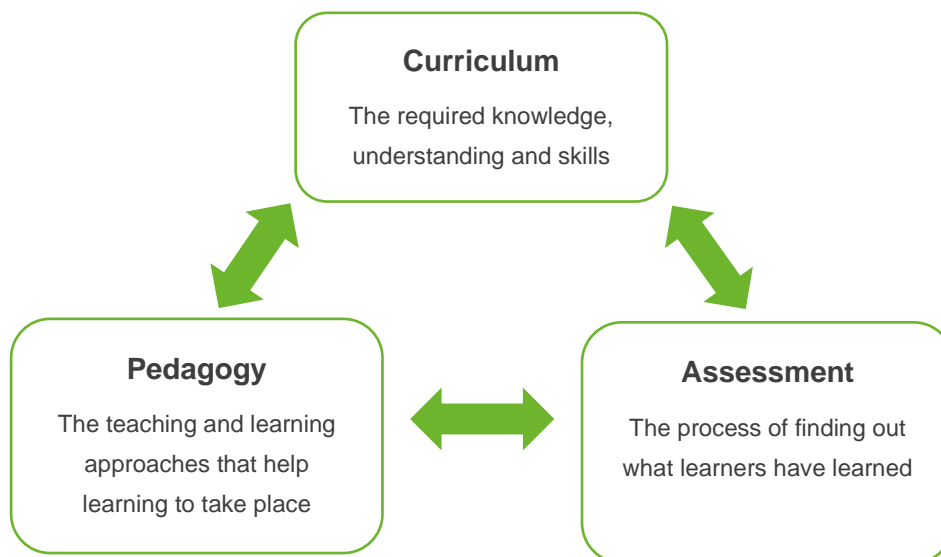 Curriculum
The required knowledge,
understanding and skills
Pedagogy
The teaching and learning
approaches that help
learning to take place
Assessment
The process of finding out
what learners have learned